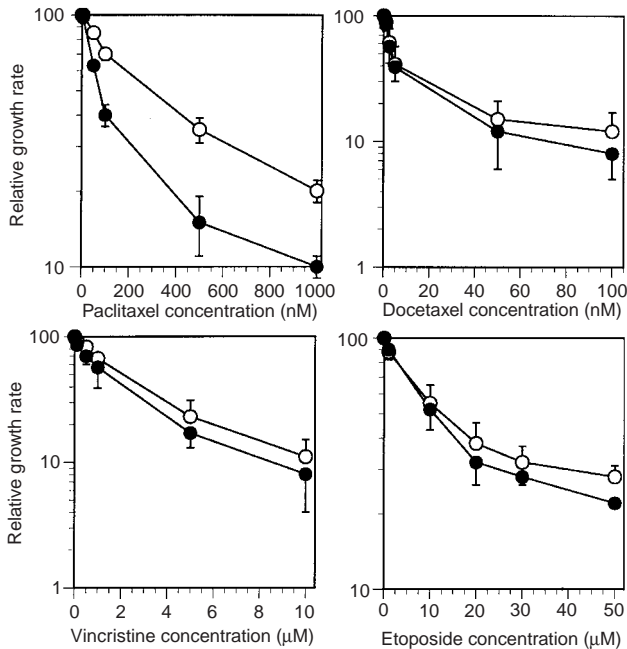 100
10
Relative growth rate
0 200 400 600 800 1000
Paclitaxel concentration (nM)
100
10
1
0 20 40 60 80 100
Docetaxel concentration (nM)
100
10
1
Relative growth rate
0 2 4 6 8 10
Vincristine concentration (μM)
100
10
0 10 20 30 40 50
Etoposide concentration (μM)